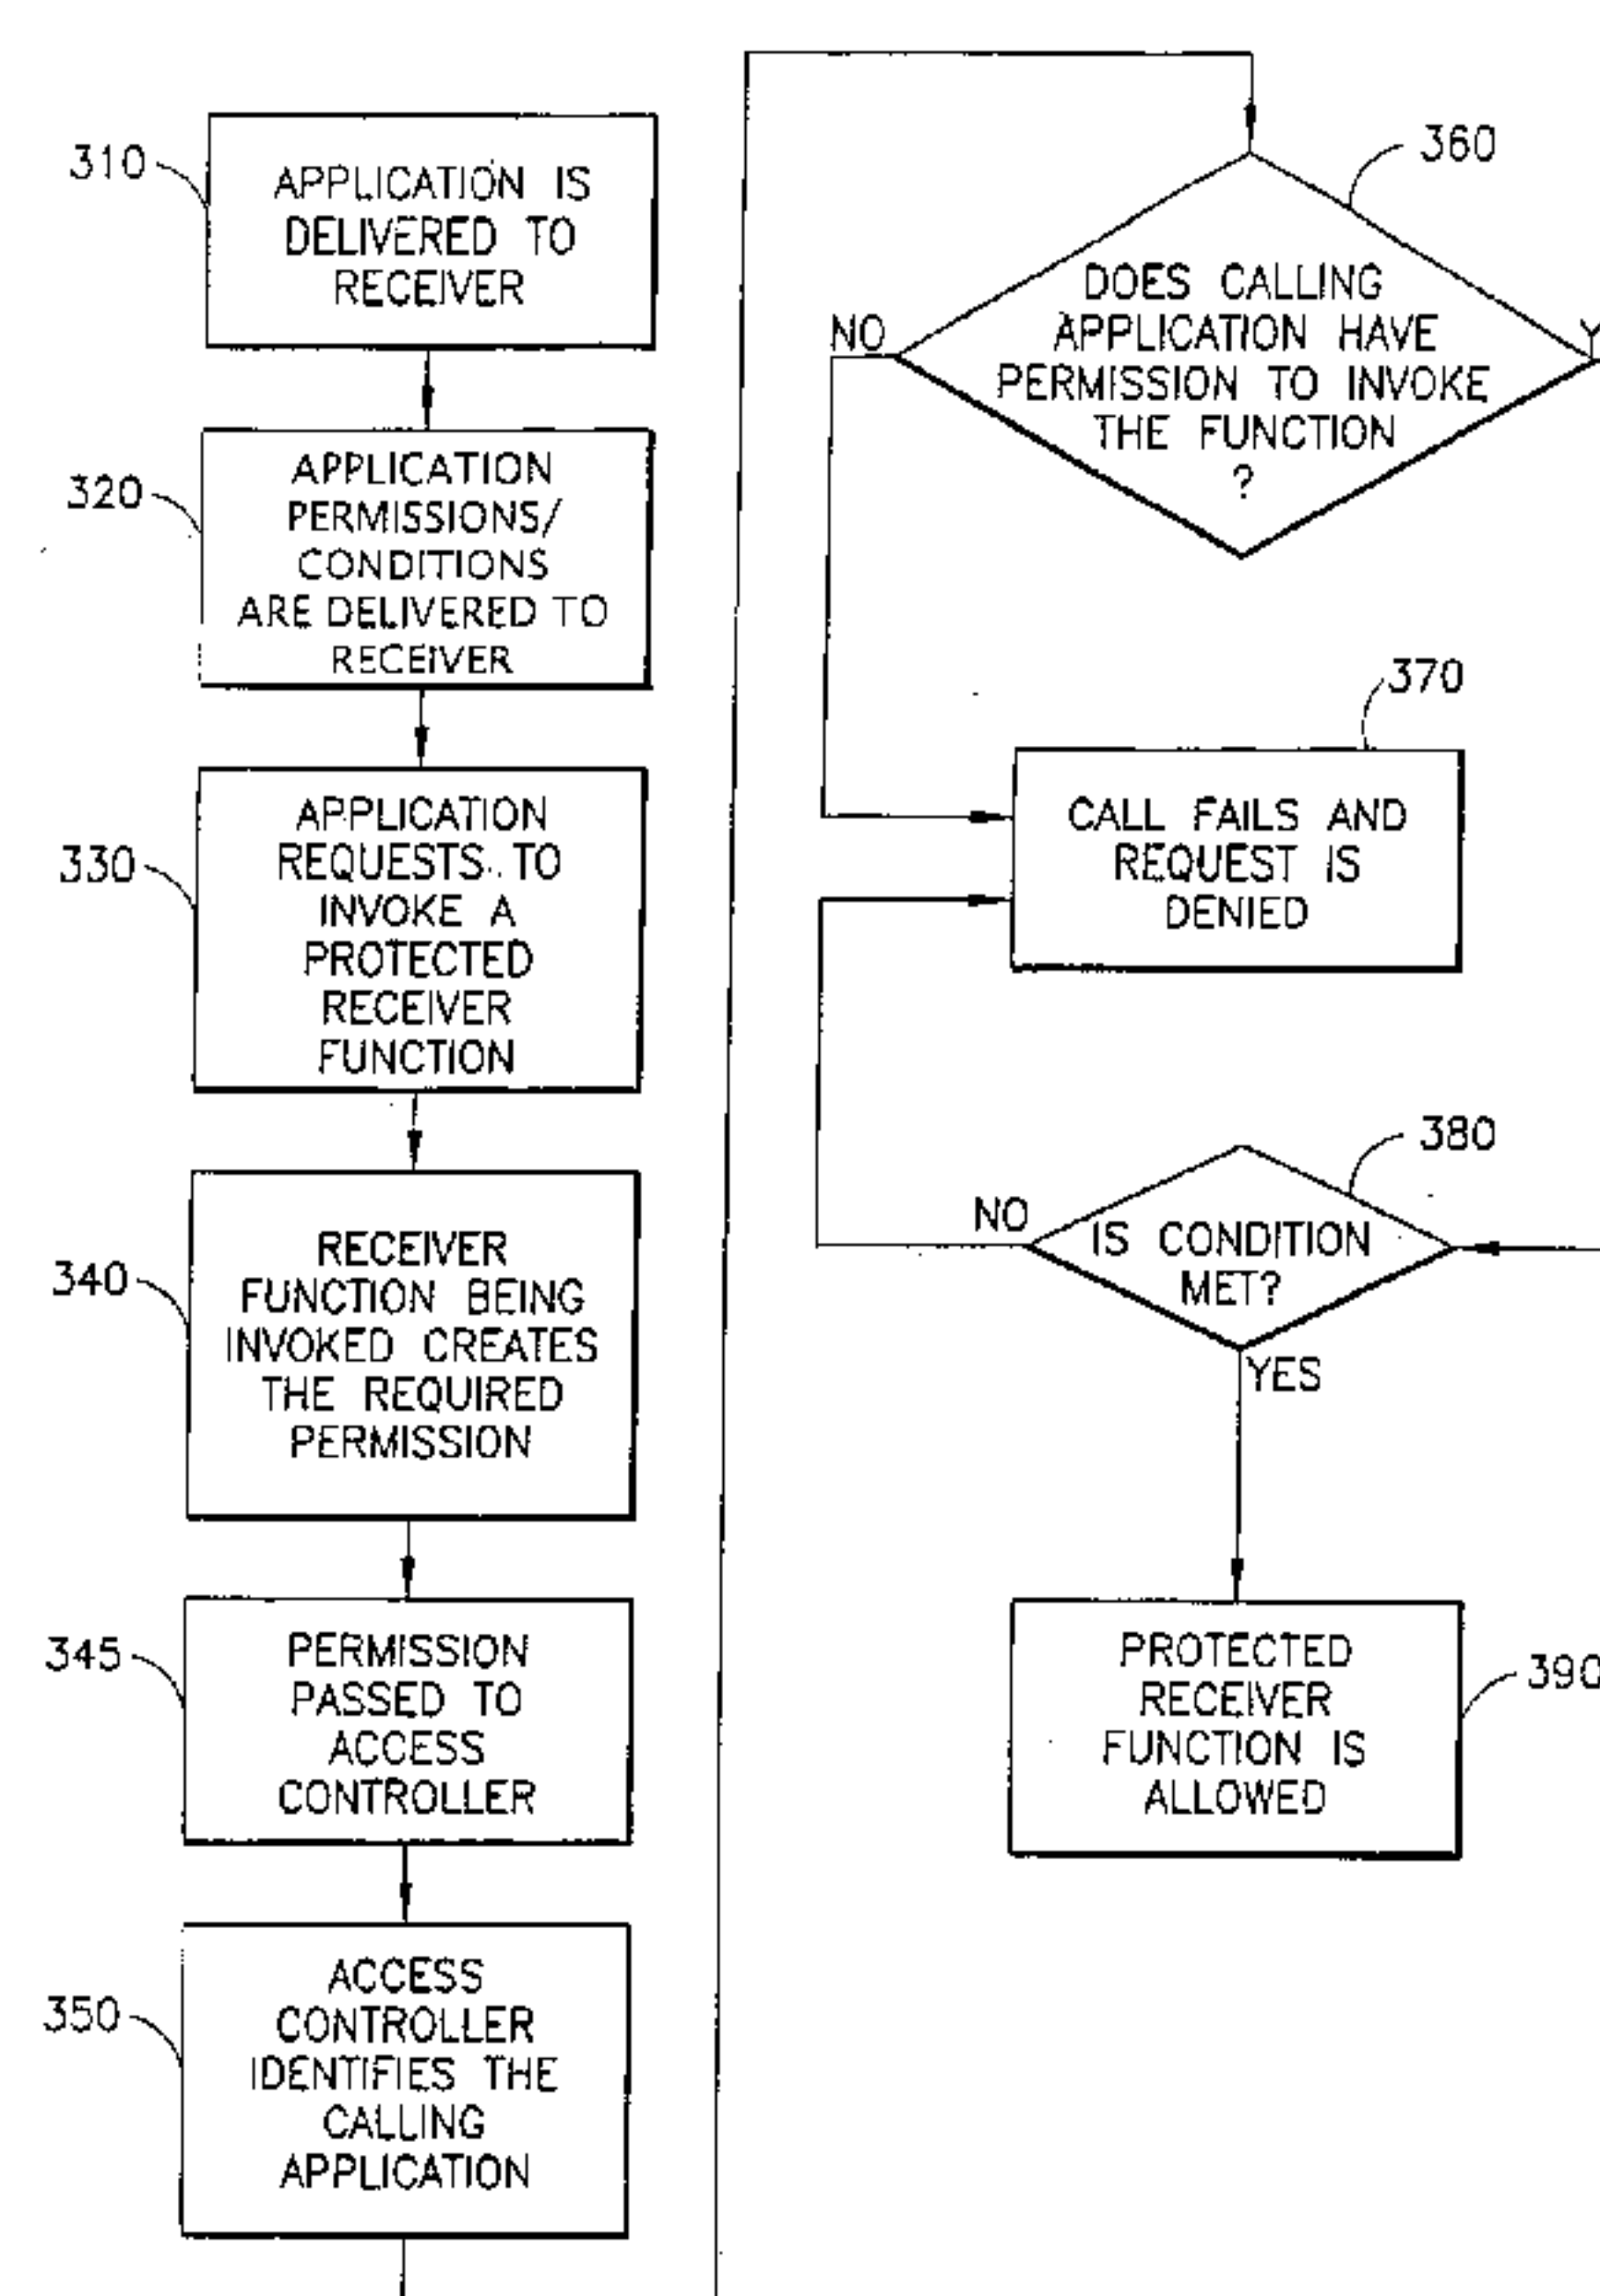 310
APPLICATION IS
DELIVERED TO
RECEIVER
320
APPLICATION
PERMISSIONS/
CONDITIONS
ARE DELIVERED TO
RECEIVER
330
APPLICATION
REQUESTS TO
INVOKE A
PROTECTED
RECEIVER
FUNCTION
340
RECEIVER
FUNCTION BEING
INVOKED CREATES
THE REQUIRED
PERMISSION
345
PERMISSION
PASSED TO
ACCESS
CONTROLLER
350
ACCESS
CONTROLLER
IDENTIFIES THE
CALLING
APPLICATION
360
DOES CALLING
APPLICATION HAVE
PERMISSION TO INVOKE
THE FUNCTION
?
NO
370
CALL FAILS AND
REQUEST IS
DENIED
380
NO
IS CONDITION
MET?
YES
390
PROTECTED
RECEIVER
FUNCTION IS
ALLOWED